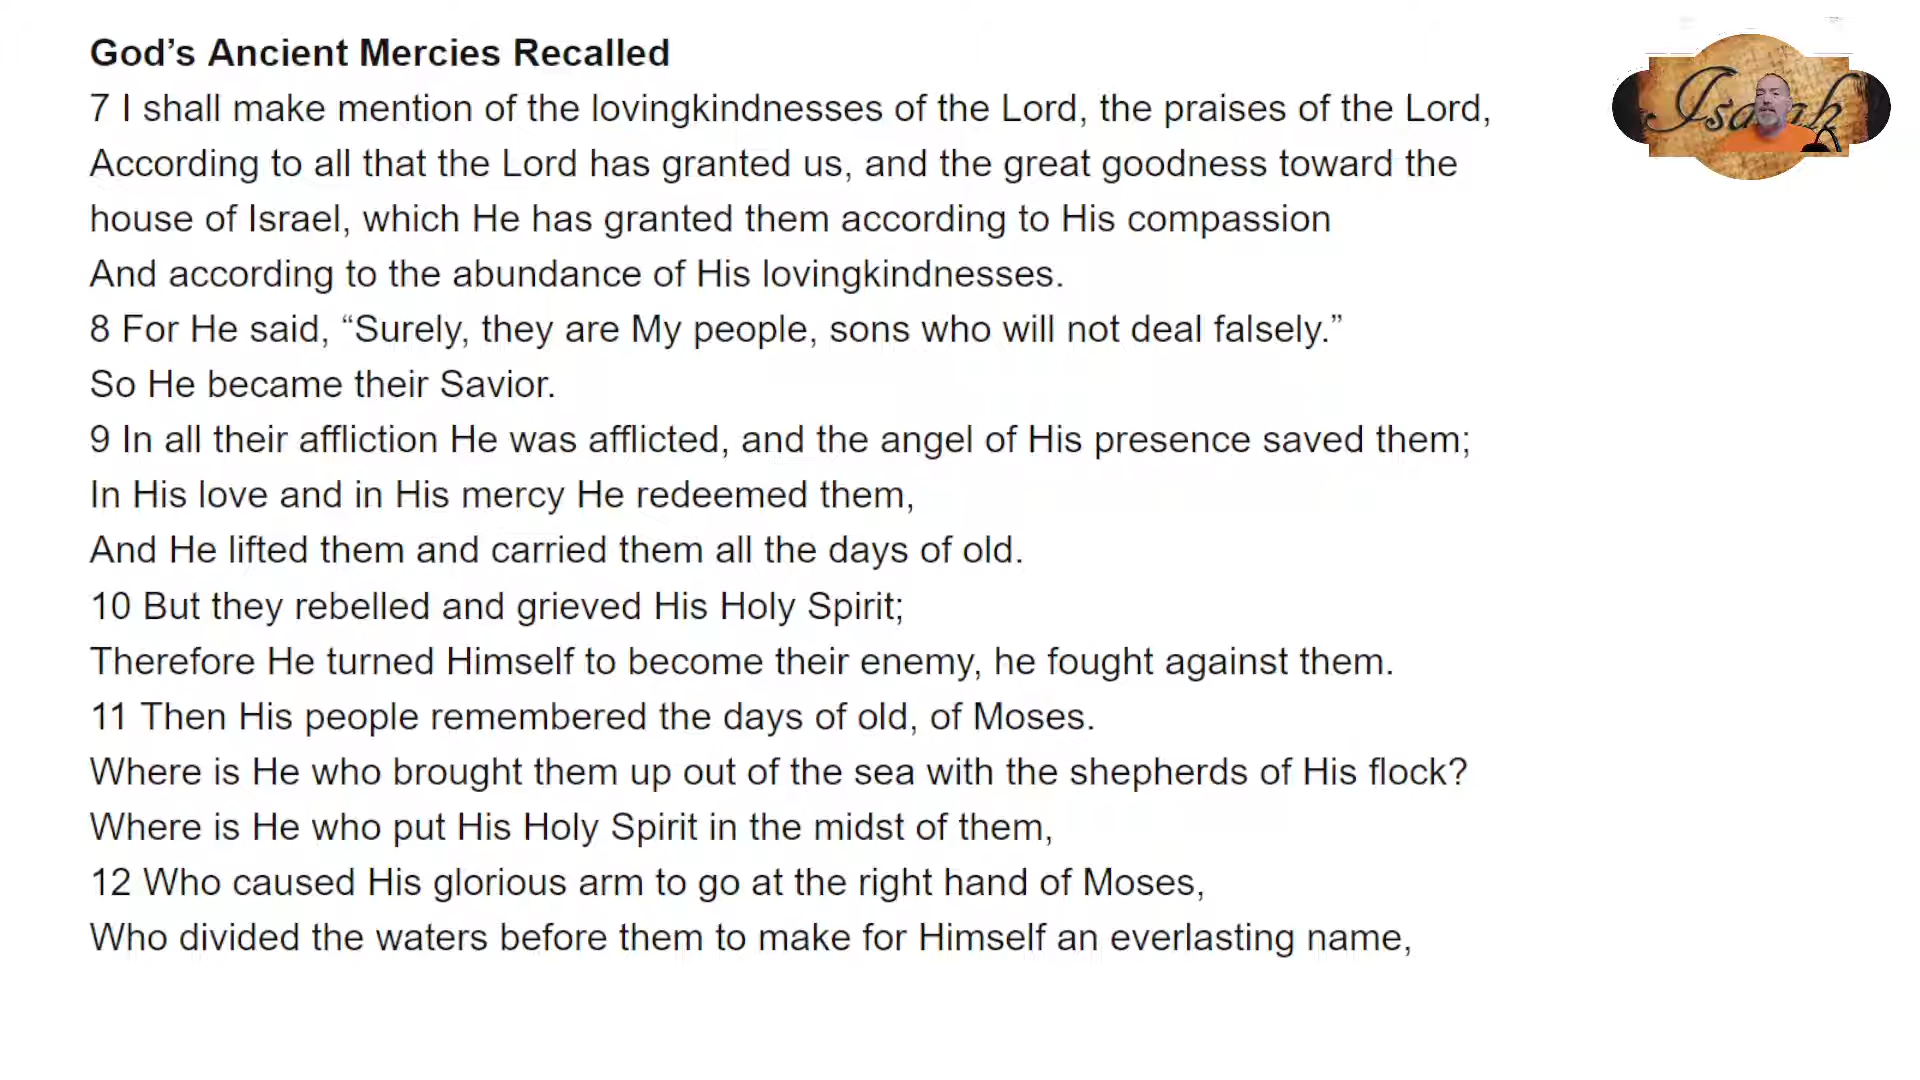 God’s Ancient Mercies Recalled
Isaiah
7 I shall make mention of the lovingkindnesses of the Lord, the praises of the Lord,
According to all that the Lord has granted us, and the great goodness toward the
house of Israel, which He has granted them according to His compassion
And according to the abundance of His lovingkindnesses.
8 For He said, “Surely, they are My people, sons who will not deal falsely.”
So He became their Savior.
9 In all their affliction He was afflicted, and the angel of His presence saved them;
In His love and in His mercy He redeemed them,
And He lifted them and carried them all the days of old.
10 But they rebelled and grieved His Holy Spirit;
Therefore He turned Himself to become their enemy, he fought against them.
11 Then His people remembered the days of old, of Moses.
Where is He who brought them up out of the sea with the shepherds of His flock?
Where is He who put His Holy Spirit in the midst of them,
12 Who caused His glorious arm to go at the right hand of Moses,
Who divided the waters before them to make for Himself an everlasting name,